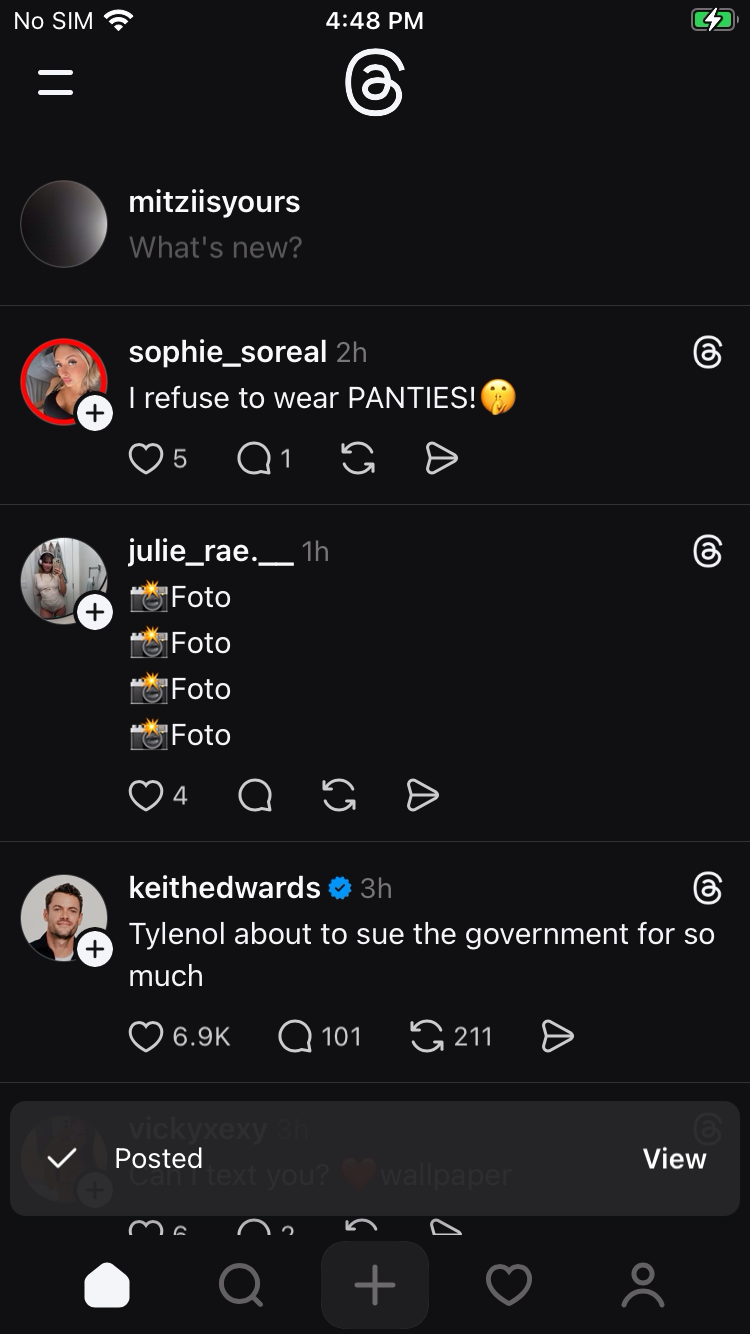 No SIM 4:48 PM
mitziisyours
What's new?
sophie_soreal 2h
I refuse to wear PANTIES!🤫
5 1
julie_rae.__ 1h
📸Foto
📸Foto
📸Foto
📸Foto
4
keithedwards 3h
Tylenol about to sue the government for so
much
6.9K 101 211
vickyxexy 3h
Posted View
Can I text you? ❤️wallpaper
6 2